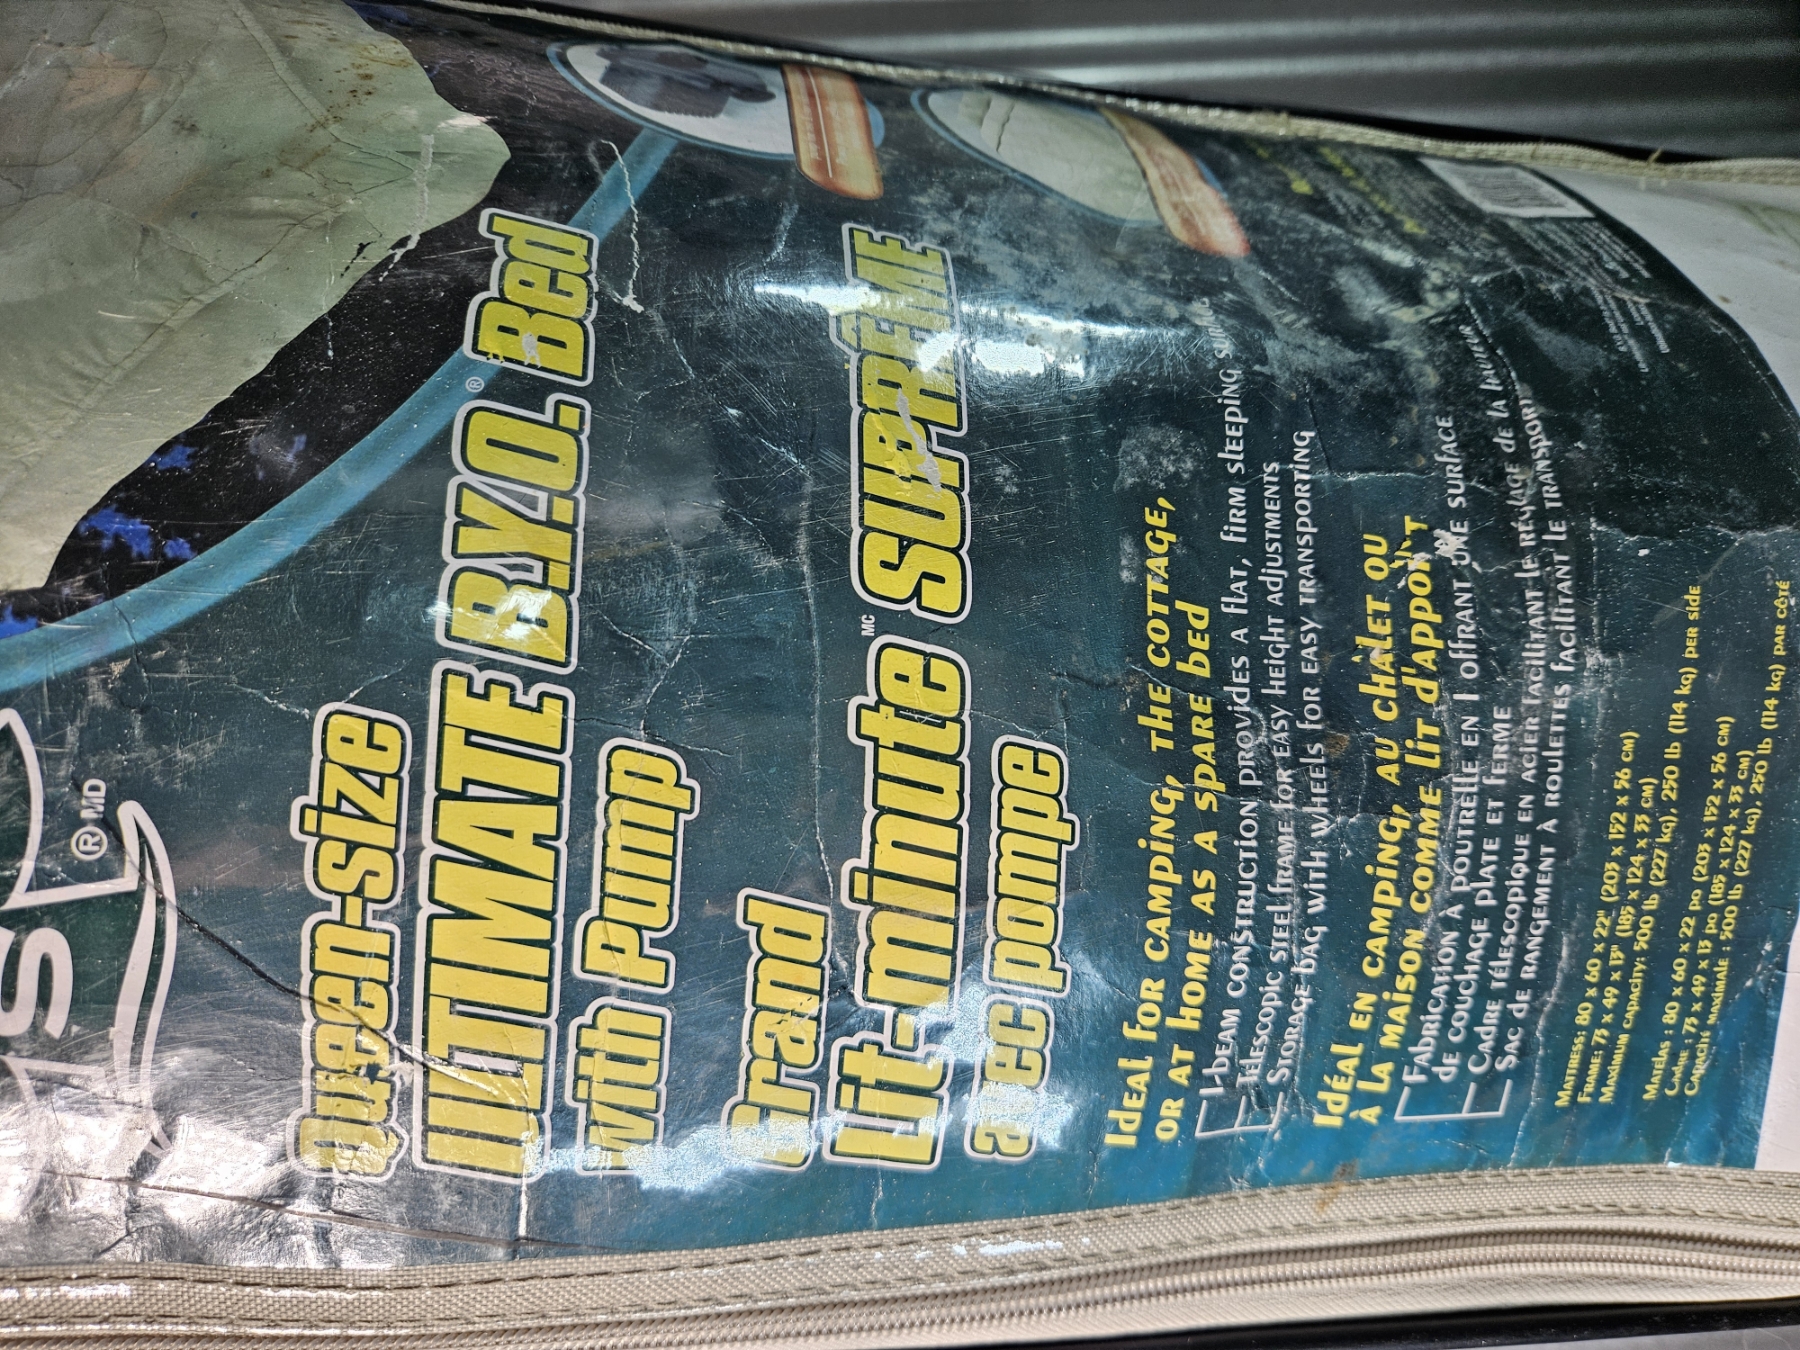 ®MD
Queen-size
ULTIMATE B.Y.O.® Bed
with Pump
Grand
Lit-minuteMC SUPRÊME
avec pompe
Ideal for camping, the cottage,
or at home as a spare bed
I-beam construction provides a flat, firm sleeping surface
Telescopic steel frame for easy height adjustments
Storage bag with wheels for easy transporting
Idéal en camping, au châlet ou
à la maison comme lit d'appoint
Fabrication à poutrelle en I offrant une surface
de couchage plate et ferme
Cadre télescopique en acier facilitant le réglage de la hauteur
Sac de rangement à roulettes facilitant le transport
Mattress: 80 x 60 x 22" (203 x 152 x 56 cm)
Frame: 73 x 49 x 13" (185 x 124 x 33 cm)
Maximum capacity: 500 lb (227 kg), 250 lb (114 kg) per side
Matelas : 80 x 60 x 22 po (203 x 152 x 56 cm)
Cadre : 73 x 49 x 13 po (185 x 124 x 33 cm)
Capacité maximale : 500 lb (227 kg), 250 lb (114 kg) par côté